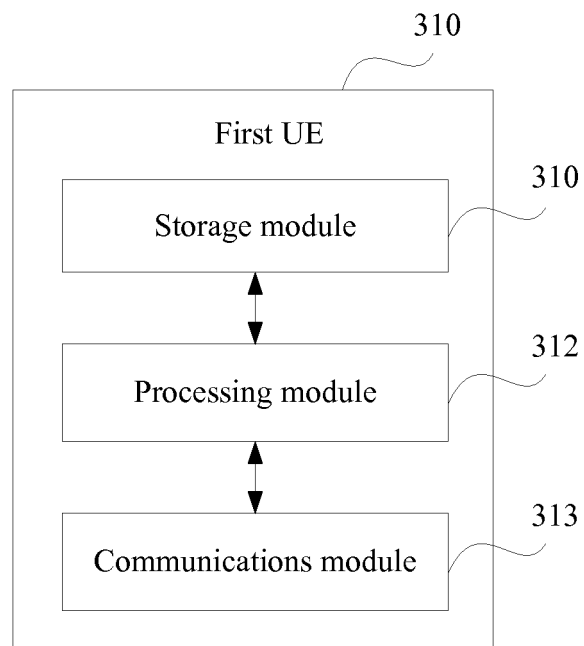 310
First UE
310
Storage module
312
Processing module
313
Communications module